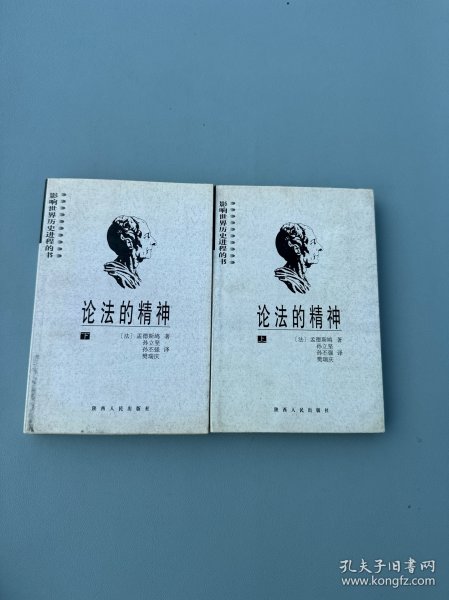 影响世界历史进程的书
论法的精神
下
〔法〕孟德斯鸠 著
孙立坚
孙丕强 译
樊瑞庆
陕西人民出版社
影响世界历史进程的书
论法的精神
上
〔法〕孟德斯鸠 著
孙立坚
孙丕强 译
樊瑞庆
陕西人民出版社
孔夫子旧书网
www.kongfz.com